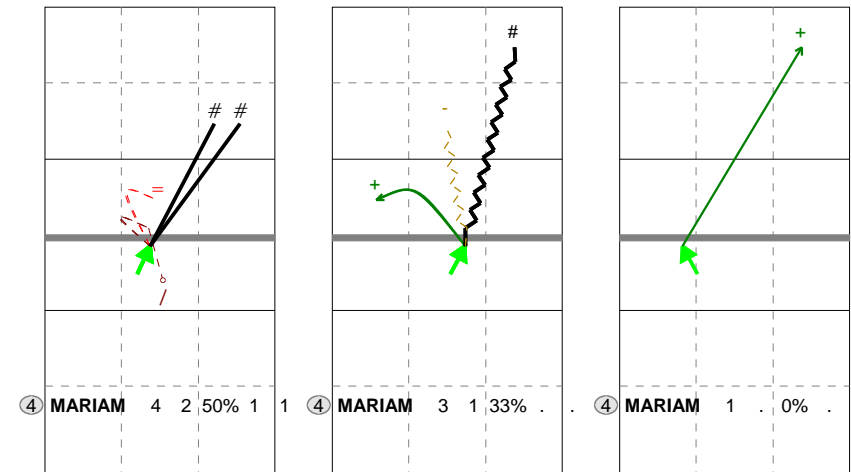 # #
=
/
④ MARIAM 4 2 50% 1 1
#
-
+
④ MARIAM 3 1 33% . .
+
④ MARIAM 1 . 0% .